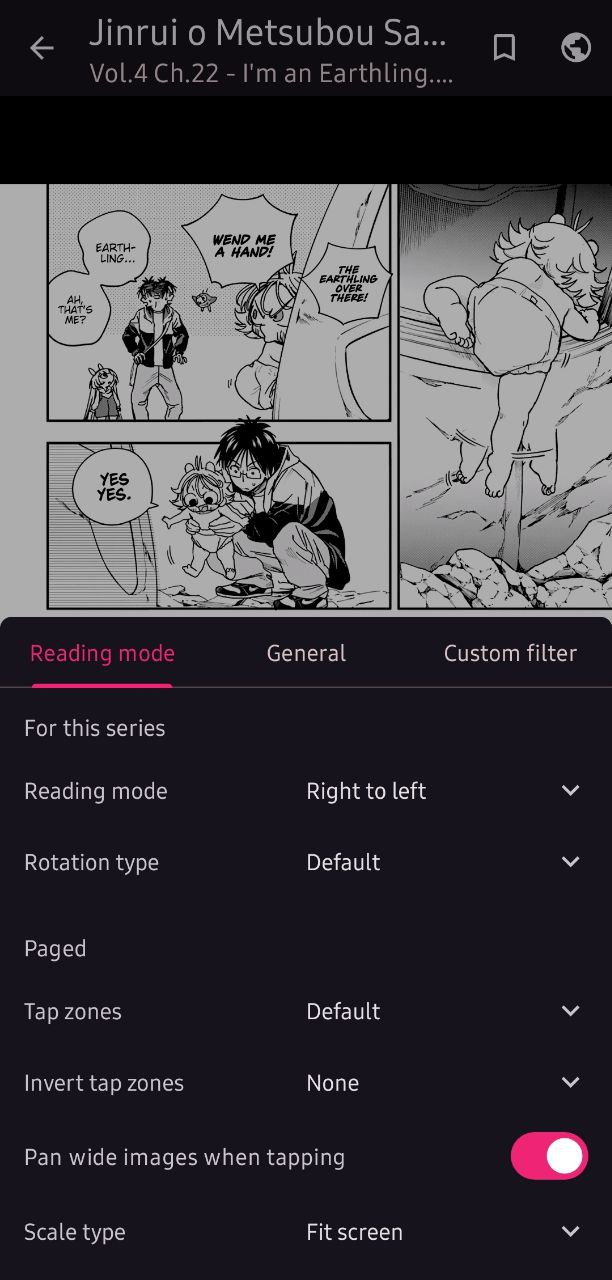 Jinrui o Metsubou Sa...
Vol.4 Ch.22 - I'm an Earthling....
THE
EARTHLING
OVER
THERE!
WEND ME
A HAND!
EARTH-
LING...
AH,
THAT'S
ME?
YES
YES.
Reading mode
General
Custom filter
For this series
Reading mode
Right to left
Rotation type
Default
Paged
Tap zones
Default
Invert tap zones
None
Pan wide images when tapping
Scale type
Fit screen